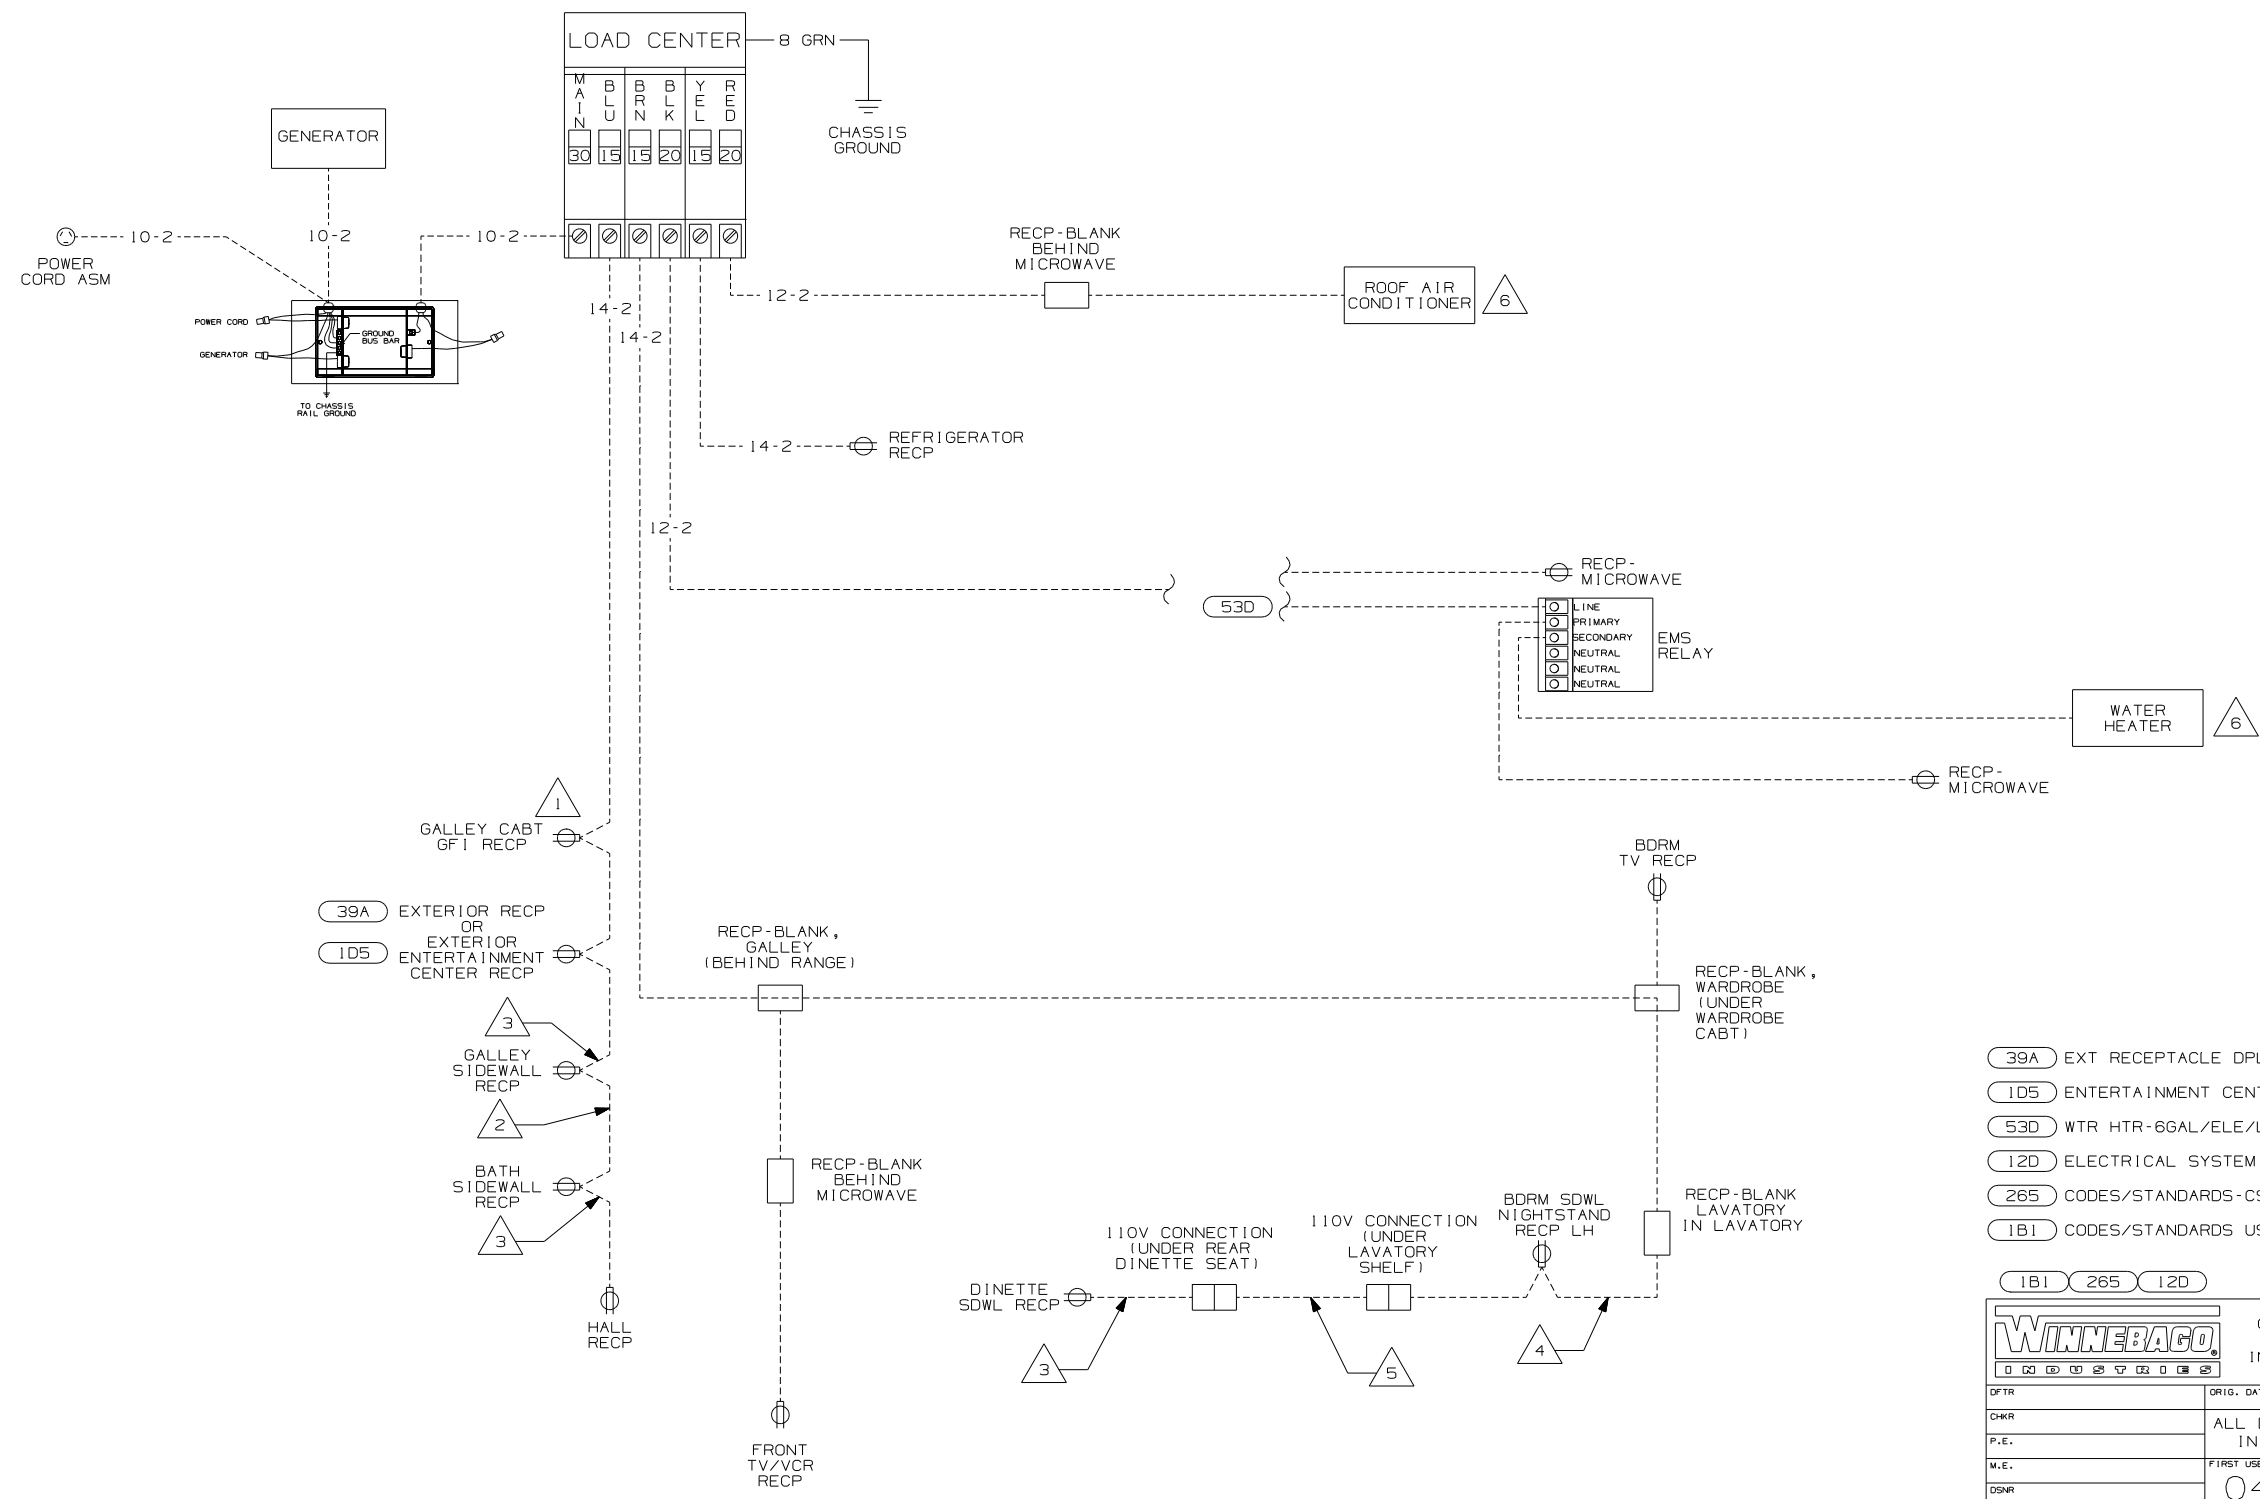 LOAD CENTER
8 GRN
CHASSIS
GROUND
MAIN
BLU
BRN
BLK
YEL
RED
30
15
15
20
15
20
GENERATOR
10-2
10-2
10-2
POWER
CORD ASM
POWER CORD
GENERATOR
GROUND
BUS BAR
TO CHASSIS
RAIL GROUND
14-2
14-2
12-2
RECP-BLANK
BEHIND
MICROWAVE
ROOF AIR
CONDITIONER
6
14-2
REFRIGERATOR
RECP
12-2
53D
RECP-
MICROWAVE
LINE
PRIMARY
SECONDARY
NEUTRAL
NEUTRAL
NEUTRAL
EMS
RELAY
WATER
HEATER
6
RECP-
MICROWAVE
1
GALLEY CABT
GFI RECP
39A
EXTERIOR RECP
OR
1D5
EXTERIOR
ENTERTAINMENT
CENTER RECP
3
GALLEY
SIDEWALL
RECP
2
BATH
SIDEWALL
RECP
3
HALL
RECP
RECP-BLANK,
GALLEY
(BEHIND RANGE)
RECP-BLANK
BEHIND
MICROWAVE
FRONT
TV/VCR
RECP
BDRM
TV RECP
RECP-BLANK,
WARDROBE
(UNDER
WARDROBE
CABT)
RECP-BLANK
LAVATORY
IN LAVATORY
BDRM SDWL
NIGHTSTAND
RECP LH
110V CONNECTION
(UNDER
LAVATORY
SHELF)
110V CONNECTION
(UNDER REAR
DINETTE SEAT)
DINETTE
SDWL RECP
3
5
4
39A EXT RECEPTACLE
1D5 ENTERTAINMENT
53D WTR HTR-6GAL/ELE/
12D ELECTRICAL SYSTEM
265 CODES/STANDARDS-
1B1 CODES/STANDARDS
1B1 265 12D
WINNEBAGO
INDUSTRIES
DFTR
ORIG.
CHKR
ALL
P.E.
IN
M.E.
FIRST
DSNR